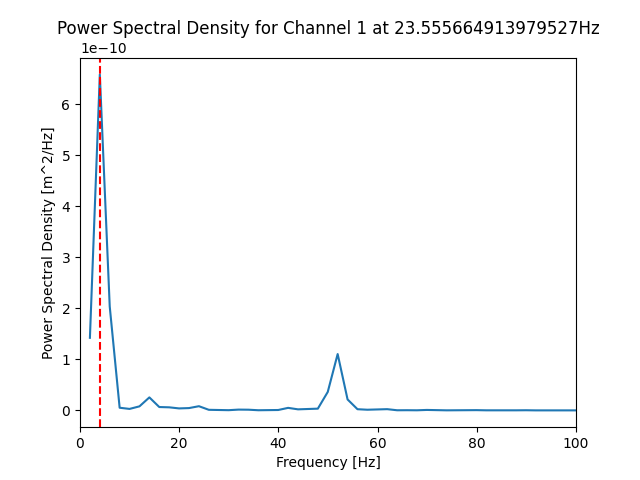 Power Spectral Density for Channel 1 at 23.555664913979527Hz
1e−10
6
5
4
3
2
1
0
Power Spectral Density [m^2/Hz]
0 20 40 60 80 100
Frequency [Hz]